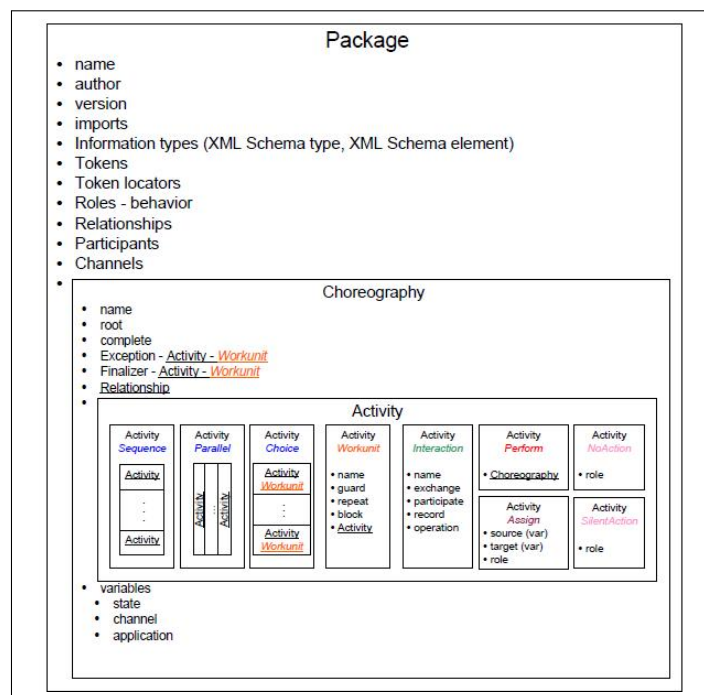 Package
• name
• author
• version
• imports
• Information types (XML Schema type, XML Schema element)
• Tokens
• Token locators
• Roles - behavior
• Relationships
• Participants
• Channels
•
Choreography
• name
• root
• complete
• Exception - Activity - Workunit
• Finalizer - Activity - Workunit
• Relationship
•
Activity
Activity
Sequence
Activity
⋮
Activity
Activity
Parallel
Activity
...
Activity
Activity
Choice
Activity
Workunit
⋮
Activity
Workunit
Activity
Workunit
• name
• guard
• repeat
• block
• Activity
Activity
Interaction
• name
• exchange
• participate
• record
• operation
Activity
Perform
• Choreography
Activity
Assign
• source (var)
• target (var)
• role
Activity
NoAction
• role
Activity
SilentAction
• role
• variables
• state
• channel
• application